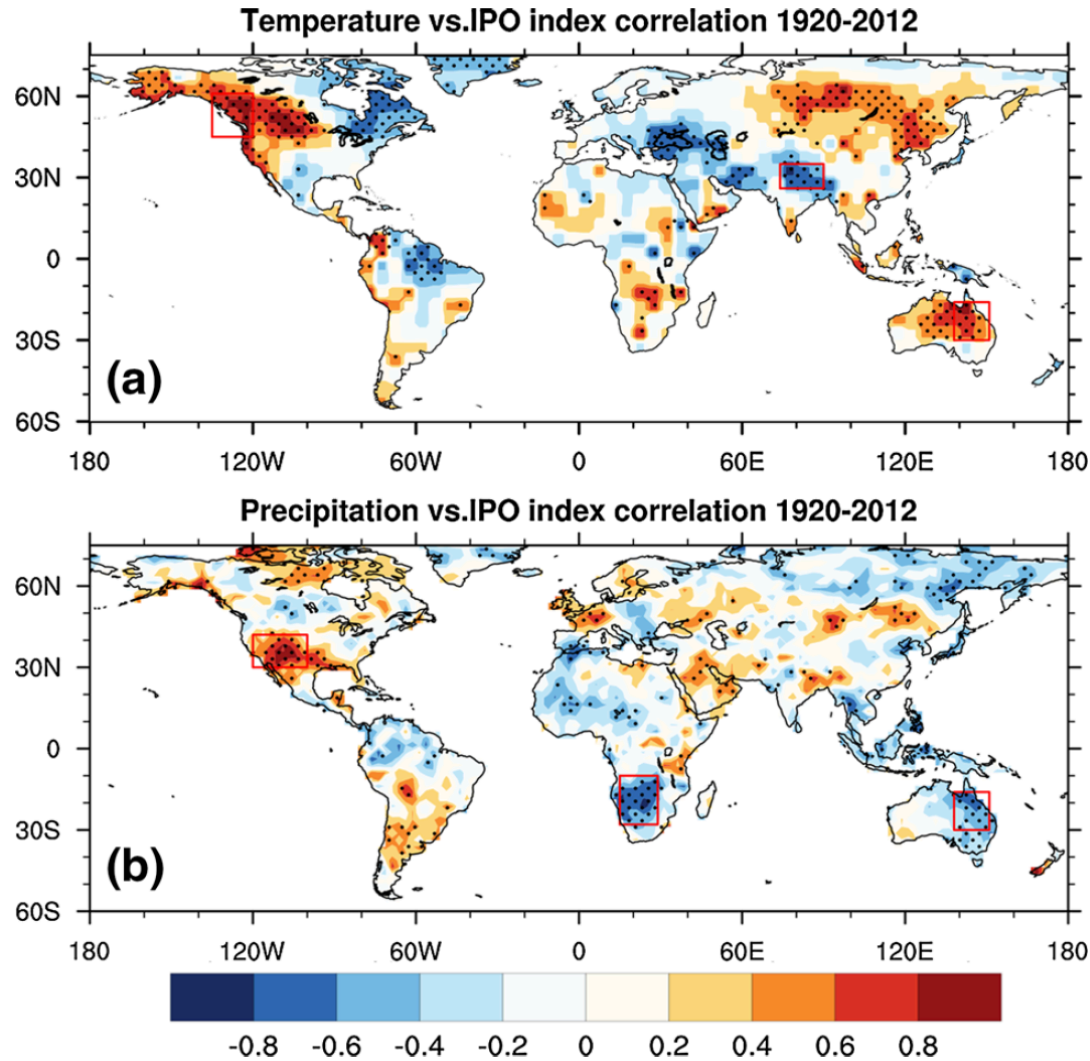 Temperature vs.IPO index correlation 1920-2012
60N
30N
0
30S
60S
(a)
180 120W 60W 0 60E 120E 180
Precipitation vs.IPO index correlation 1920-2012
60N
30N
0
30S
60S
(b)
180 120W 60W 0 60E 120E 180
-0.8 -0.6 -0.4 -0.2 0 0.2 0.4 0.6 0.8